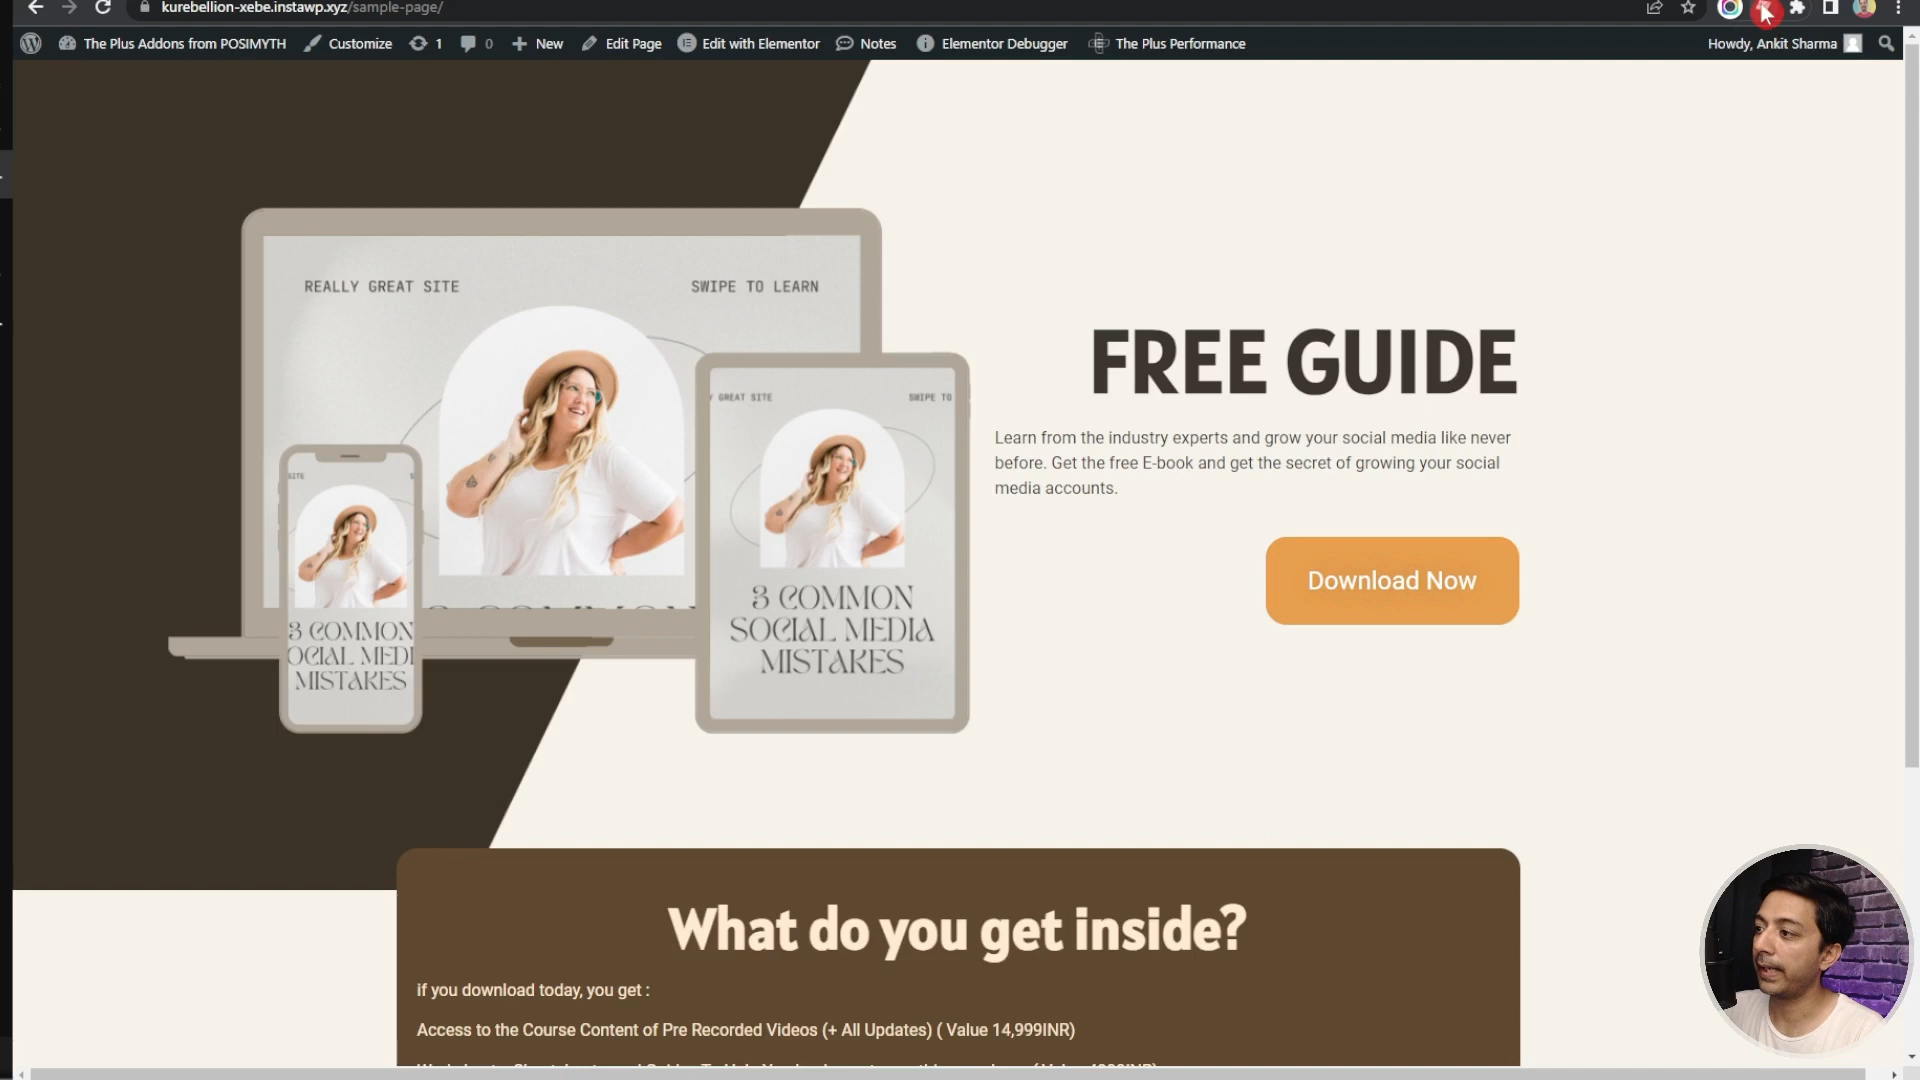 kurebellion-xebe.instawp.xyz/sample-page/
The Plus Addons from POSIMYTH Customize 1 0 New Edit Page Edit with Elementor Notes Elementor Debugger The Plus Performance Howdy, Ankit Sharma
REALLY GREAT SITE SWIPE TO LEARN
GREAT SITE SWIPE TO
SITE S
3 COMMON
SOCIAL MEDIA
MISTAKES
3 COMMON
OCIAL MEDI
MISTAKES
FREE GUIDE
Learn from the industry experts and grow your social media like never
before. Get the free E-book and get the secret of growing your social
media accounts.
Download Now
What do you get inside?
if you download today, you get :
Access to the Course Content of Pre Recorded Videos (+ All Updates) ( Value 14,999INR)